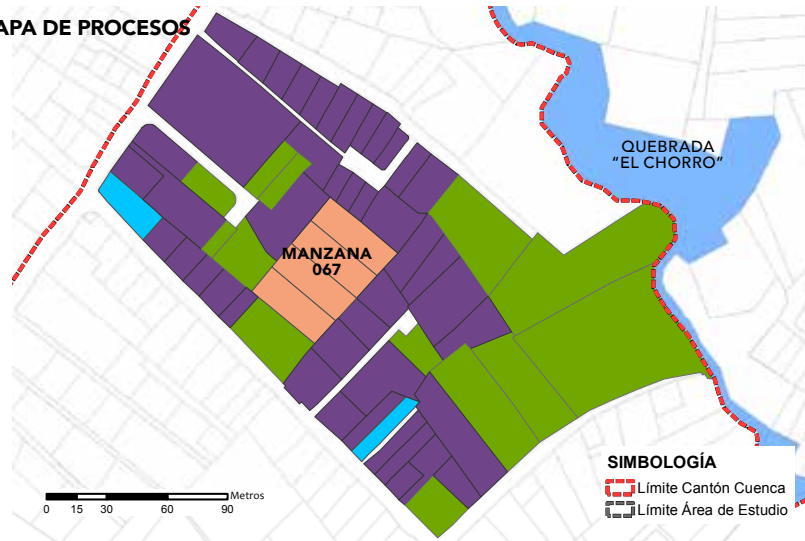 APA DE PROCESOS
QUEBRADA
“EL CHORRO”
MANZANA
067
SIMBOLOGÍA
Límite Cantón Cuenca
Límite Área de Estudio
Metros
0 15 30 60 90